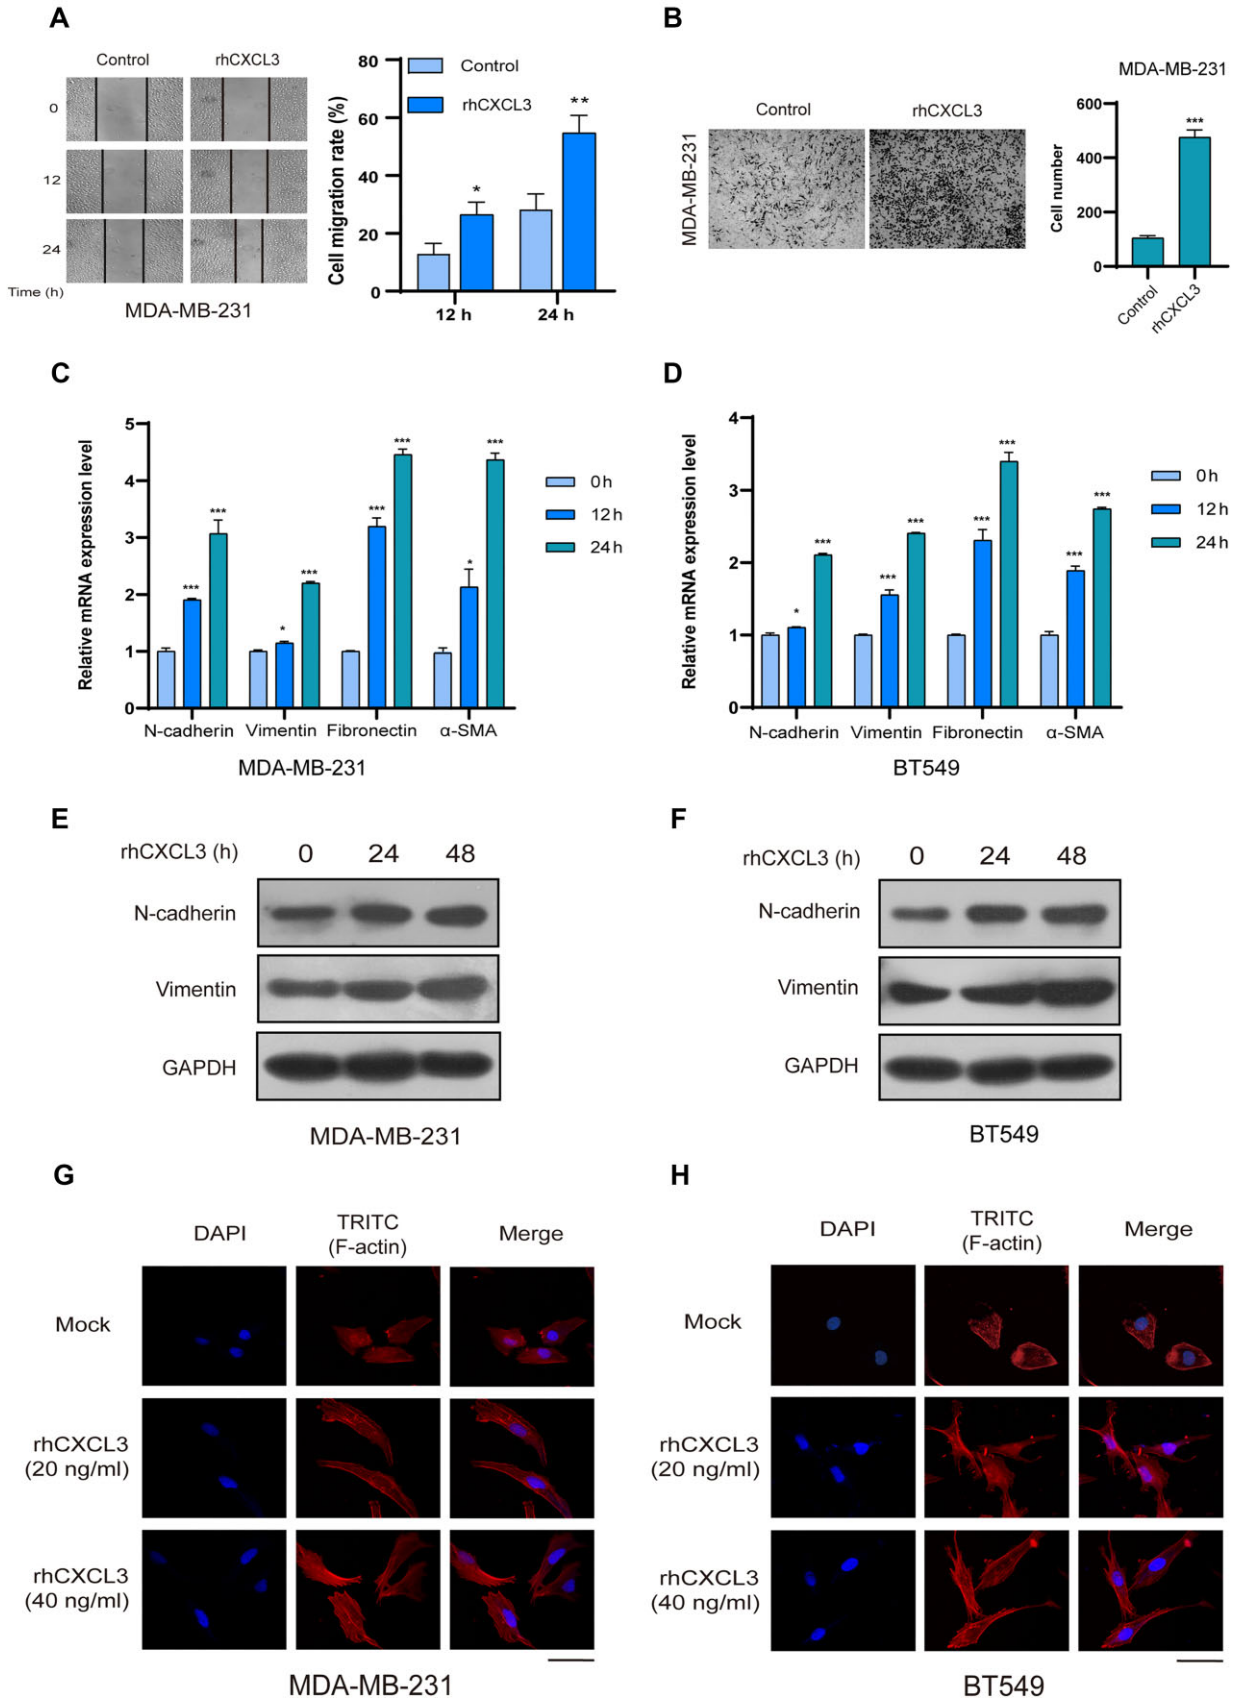 A
Control rhCXCL3
0
12
24
Time (h)
MDA-MB-231
Cell migration rate (%)
80
60
40
20
0
Control
rhCXCL3
*
**
12 h 24 h
B
Control rhCXCL3
MDA-MB-231
MDA-MB-231
Cell number
600
400
200
0
***
Control
rhCXCL3
C
Relative mRNA expression level
5
4
3
2
1
0
*** ***
* ***
*** ***
* ***
0 h
12 h
24 h
N-cadherin Vimentin Fibronectin α-SMA
MDA-MB-231
D
Relative mRNA expression level
4
3
2
1
0
* ***
*** ***
*** ***
*** ***
0 h
12 h
24 h
N-cadherin Vimentin Fibronectin α-SMA
BT549
E
rhCXCL3 (h) 0 24 48
N-cadherin
Vimentin
GAPDH
MDA-MB-231
F
rhCXCL3 (h) 0 24 48
N-cadherin
Vimentin
GAPDH
BT549
G
DAPI TRITC (F-actin) Merge
Mock
rhCXCL3
(20 ng/ml)
rhCXCL3
(40 ng/ml)
MDA-MB-231
H
DAPI TRITC (F-actin) Merge
Mock
rhCXCL3
(20 ng/ml)
rhCXCL3
(40 ng/ml)
BT549